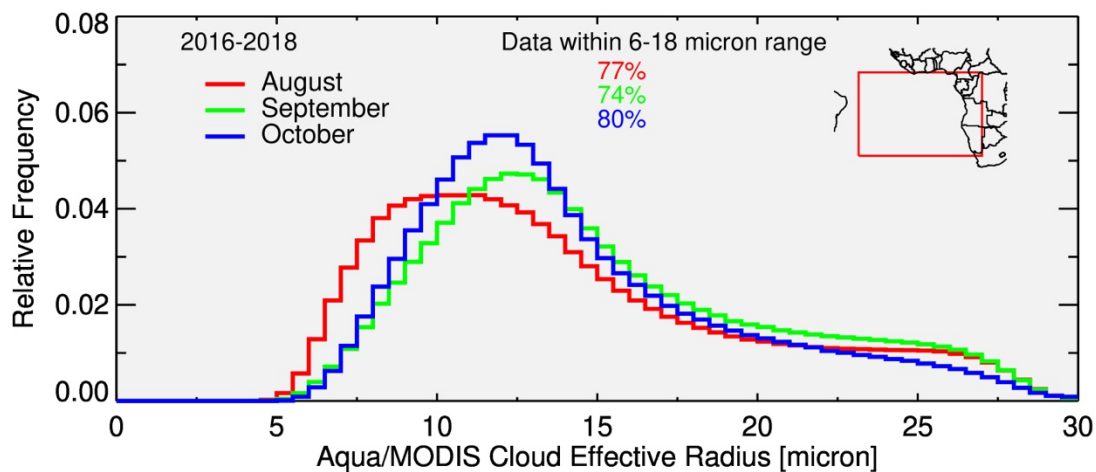 0.08
2016-2018
Data within 6-18 micron range
August
77%
September
74%
October
80%
0.06
0.04
0.02
0.00
Relative Frequency
0
5
10
15
20
25
30
Aqua/MODIS Cloud Effective Radius [micron]